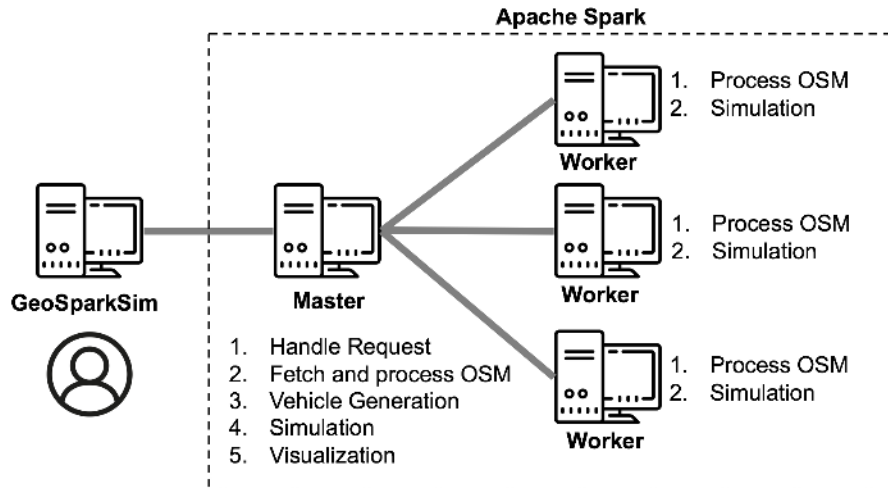 Apache Spark
1. Process OSM
2. Simulation
Worker
GeoSparkSim
Master
1. Handle Request
2. Fetch and process OSM
3. Vehicle Generation
4. Simulation
5. Visualization
1. Process OSM
2. Simulation
Worker
1. Process OSM
2. Simulation
Worker